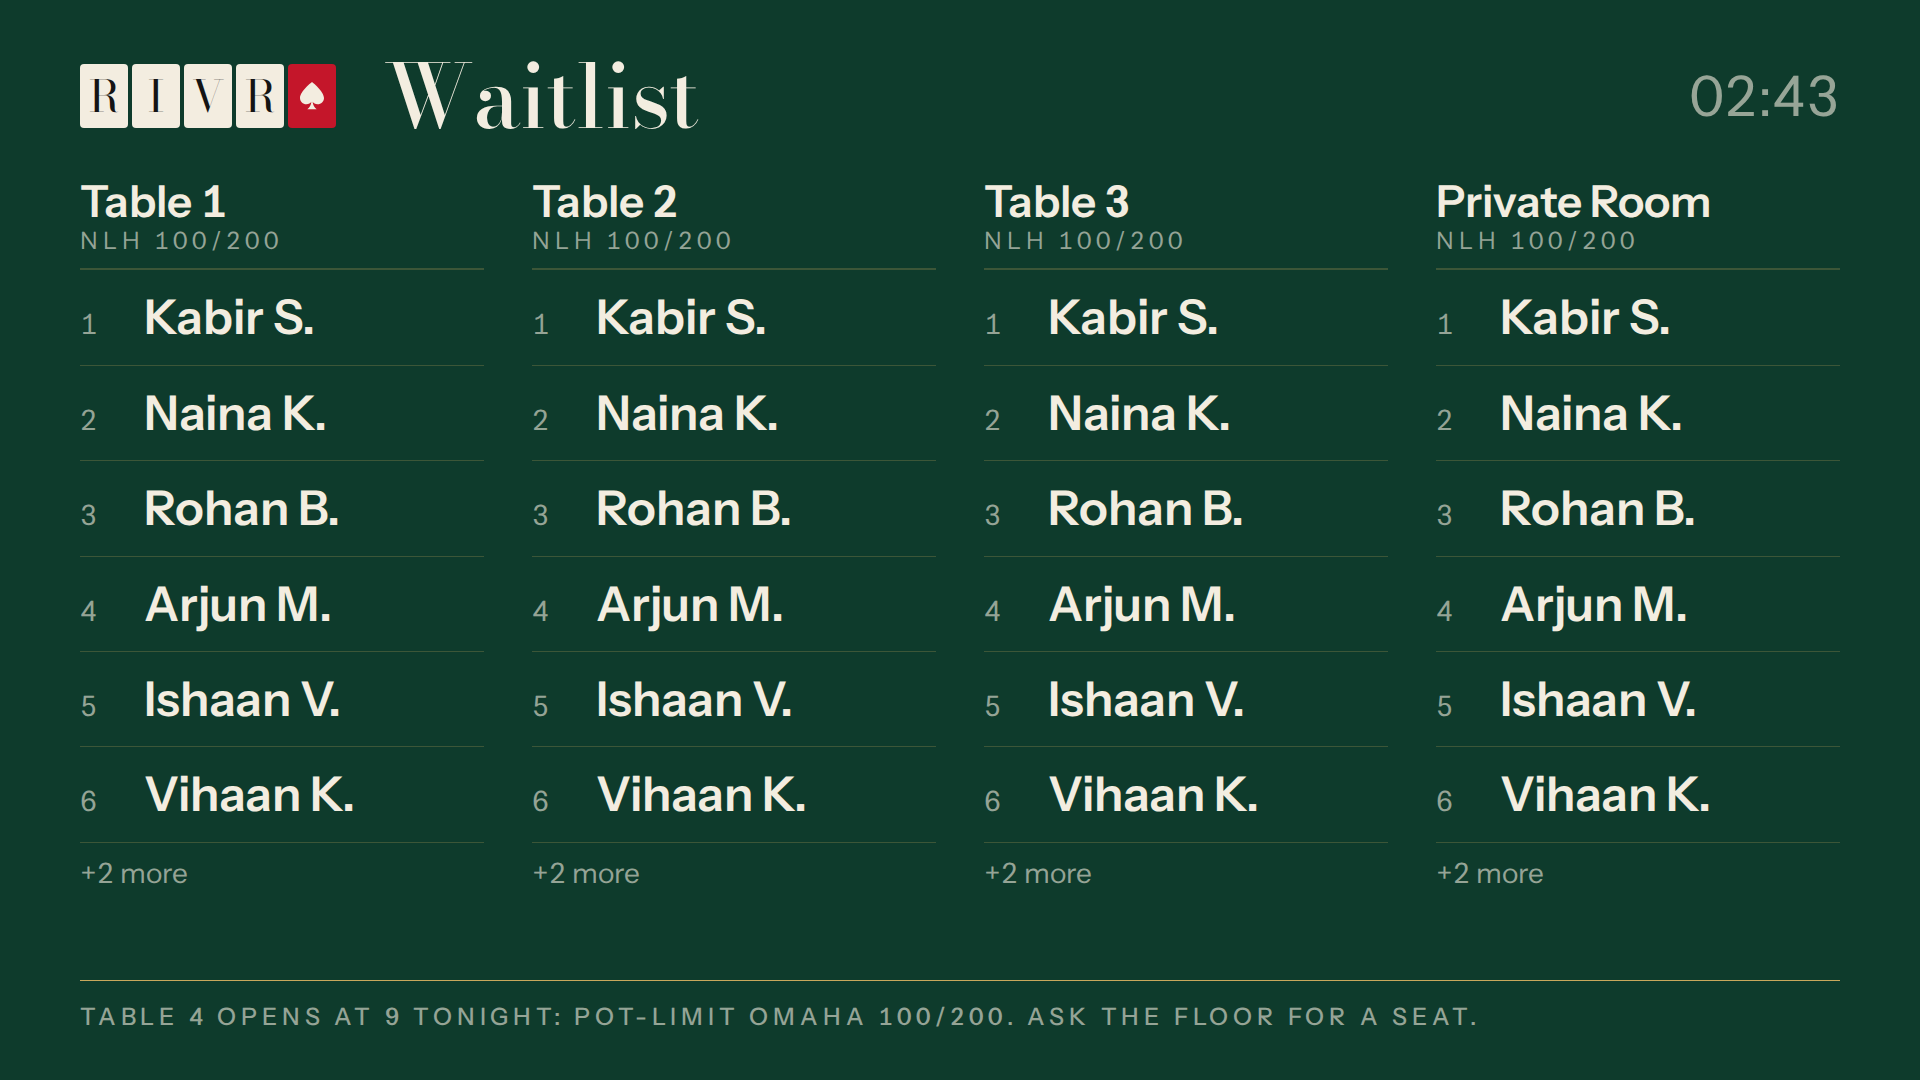 RIVR Waitlist
02:43
Table 1
NLH 100/200
1 Kabir S.
2 Naina K.
3 Rohan B.
4 Arjun M.
5 Ishaan V.
6 Vihaan K.
+2 more
Table 2
NLH 100/200
1 Kabir S.
2 Naina K.
3 Rohan B.
4 Arjun M.
5 Ishaan V.
6 Vihaan K.
+2 more
Table 3
NLH 100/200
1 Kabir S.
2 Naina K.
3 Rohan B.
4 Arjun M.
5 Ishaan V.
6 Vihaan K.
+2 more
Private Room
NLH 100/200
1 Kabir S.
2 Naina K.
3 Rohan B.
4 Arjun M.
5 Ishaan V.
6 Vihaan K.
+2 more
TABLE 4 OPENS AT 9 TONIGHT: POT-LIMIT OMAHA 100/200. ASK THE FLOOR FOR A SEAT.